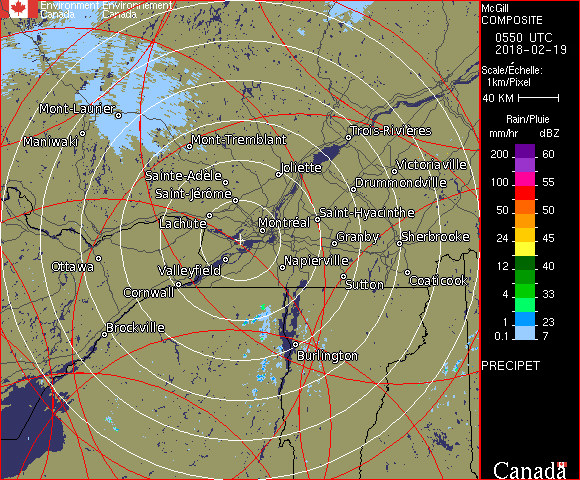 Environment Environnement
Canada Canada
McGill
COMPOSITE
0550 UTC
2018-02-19
Scale/Échelle:
1km/Pixel
40 KM
Rain/Pluie
mm/hr dBZ
200 60
150 57
100 55
50 50
24 45
12 40
4 33
1 23
0.1 7
PRECIPET
Canada
Mont-Laurier
Maniwaki
Mont-Tremblant
Trois-Rivières
Joliette
Victoriaville
Sainte-Adèle
Drummondville
Saint-Jérôme
Saint-Hyacinthe
Lachute
Montréal
Granby
Sherbrooke
Ottawa
Valleyfield
Napierville
Cornwall
Sutton
Coaticook
Brockville
Burlington